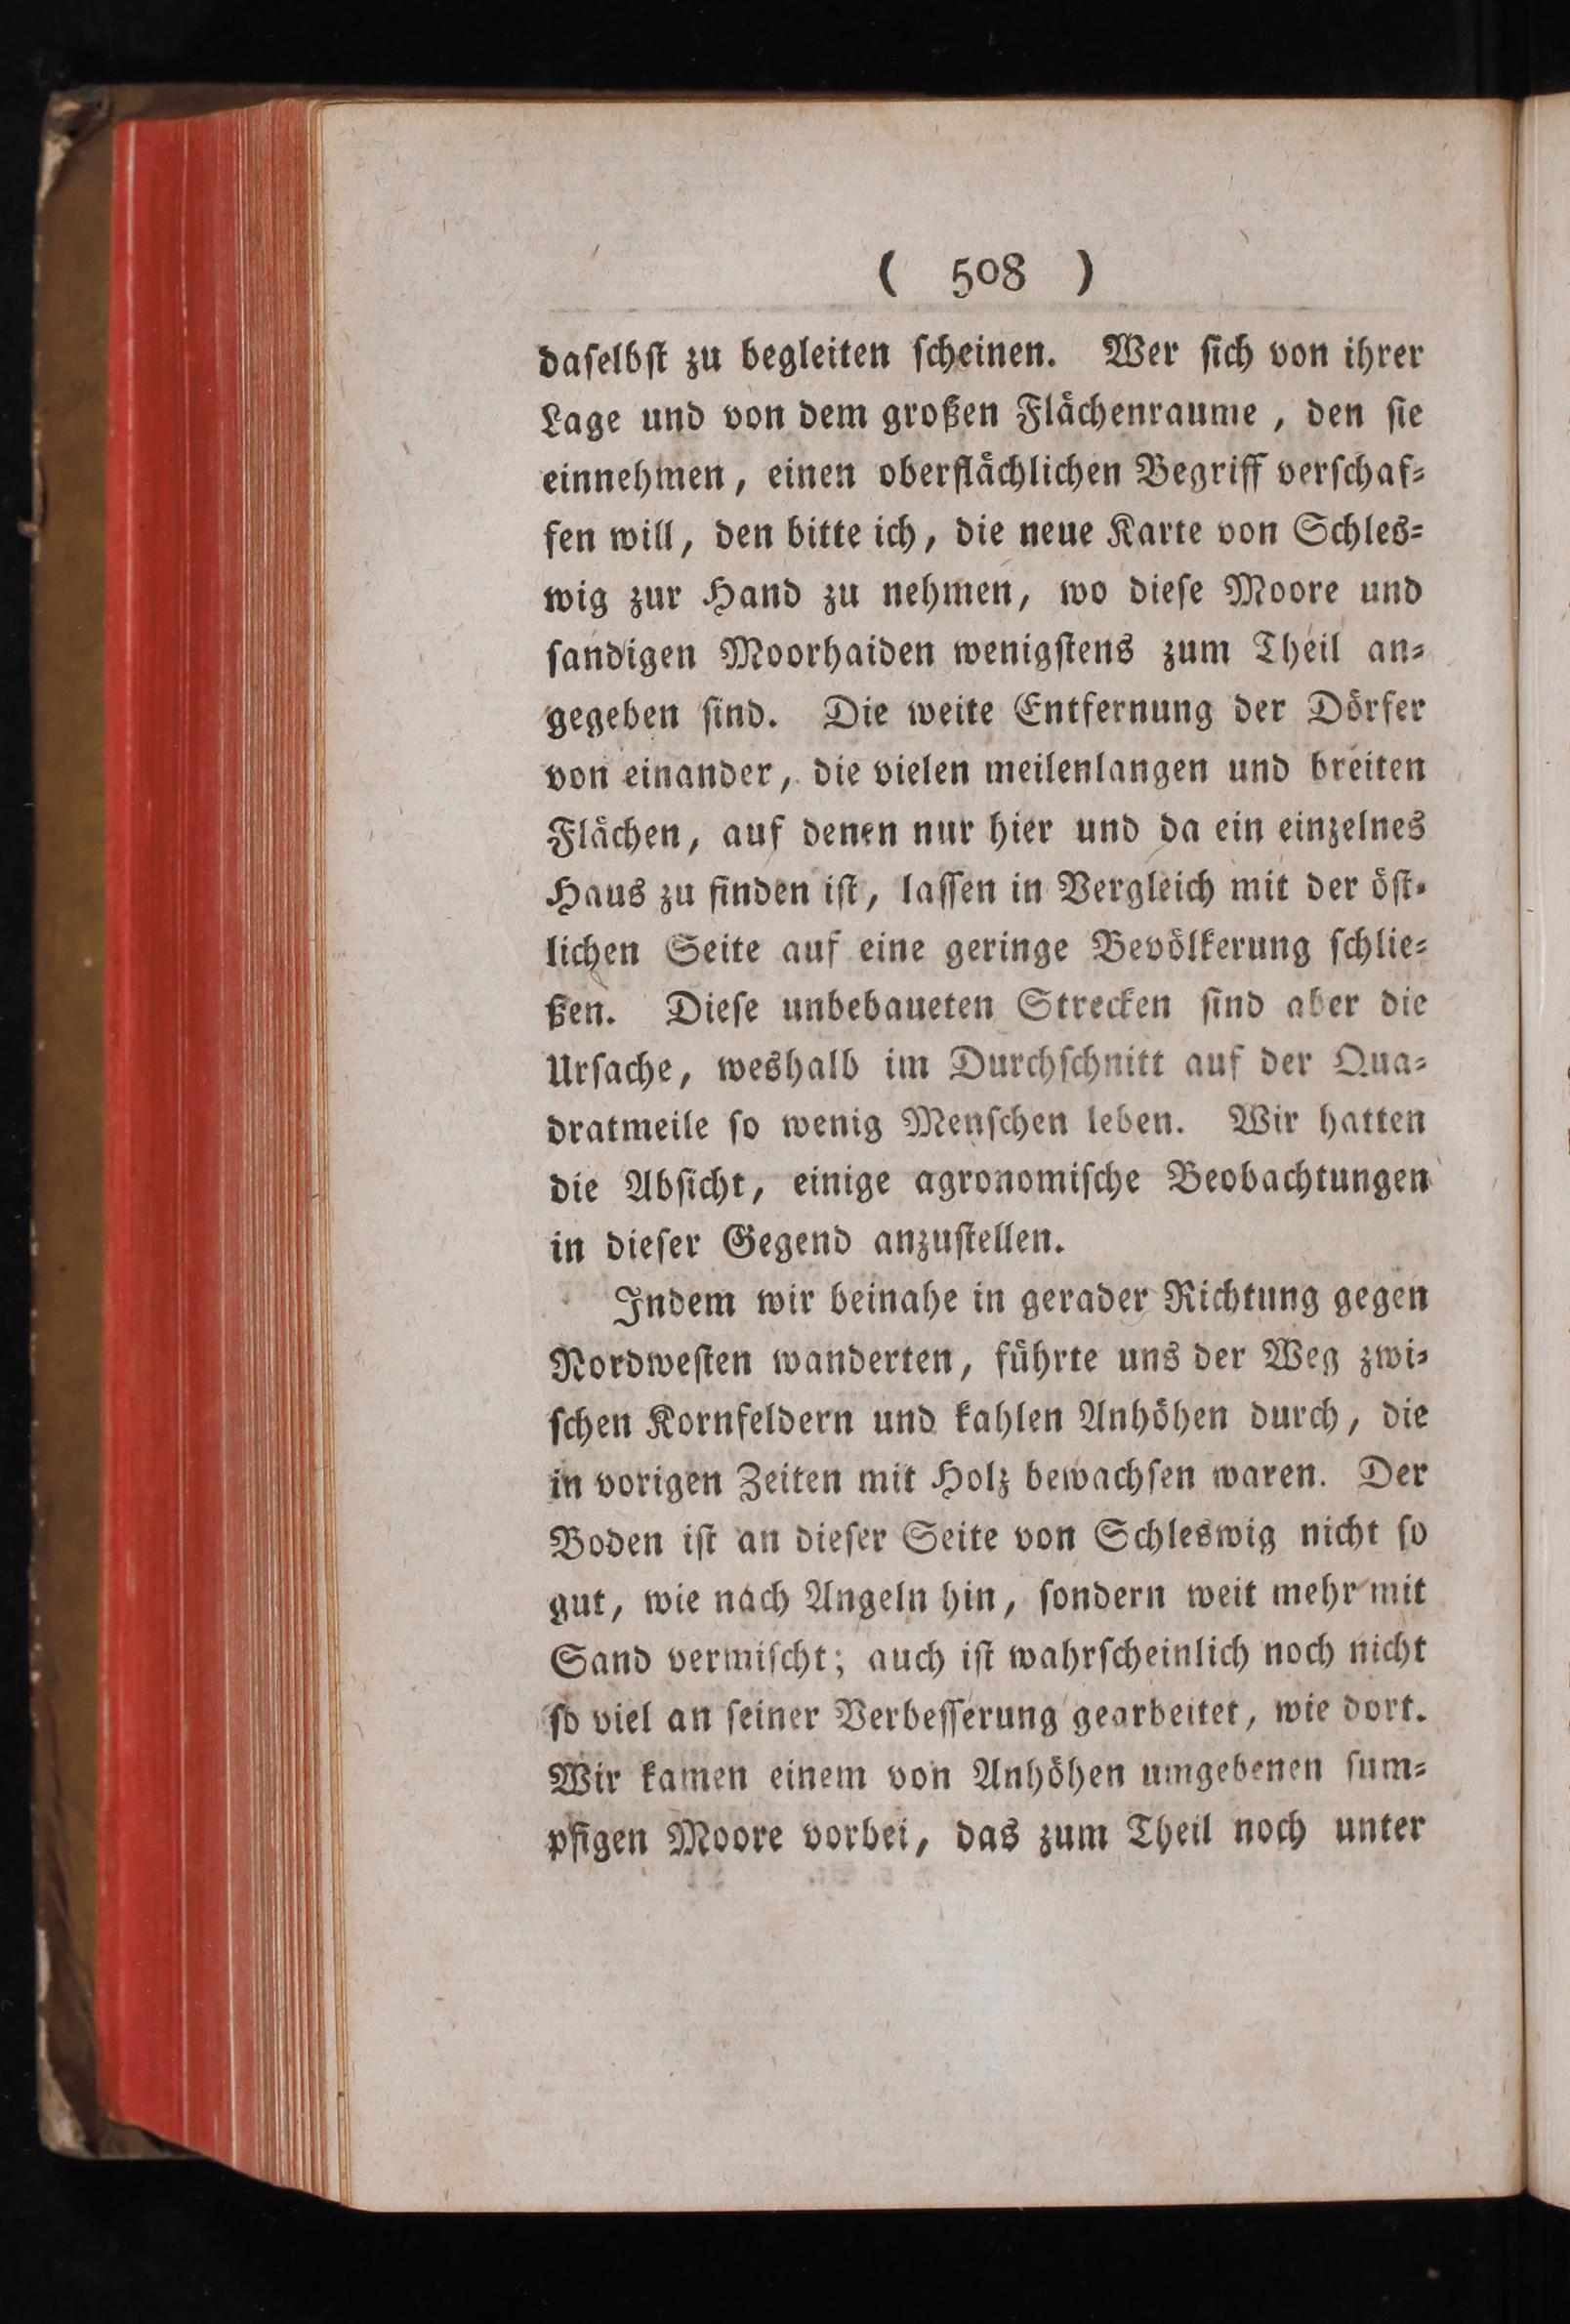 ( 508 )
daſelbſt zu begleiten ſcheinen. Wer ſich von ihrer
Lage und von dem großen Flächenraume, den ſie
einnehmen, einen oberflächlichen Begriff verſchaf⸗
fen will, den bitte ich, die neue Karte von Schles⸗
wig zur Hand zu nehmen, wo dieſe Moore und
ſandigen Moorhaiden wenigſtens zum Theil an⸗
gegeben ſind. Die weite Entfernung der Dörfer
von einander, die vielen meilenlangen und breiten
Flächen, auf denen nur hier und da ein einzelnes
Haus zu finden iſt, laſſen in Vergleich mit der öſt⸗
lichen Seite auf eine geringe Bevölkerung ſchlie⸗
ßen. Dieſe unbebaueten Strecken ſind aber die
Urſache, weshalb im Durchſchnitt auf der Qua⸗
dratmeile ſo wenig Menſchen leben. Wir hatten
die Abſicht, einige agronomiſche Beobachtungen
in dieſer Gegend anzuſtellen.
Indem wir beinahe in gerader Richtung gegen
Nordweſten wanderten, führte uns der Weg zwi⸗
ſchen Kornfeldern und kahlen Anhöhen durch, die
in vorigen Zeiten mit Holz bewachſen waren. Der
Boden iſt an dieſer Seite von Schleswig nicht ſo
gut, wie nach Angeln hin, ſondern weit mehr mit
Sand vermiſcht; auch iſt wahrſcheinlich noch nicht
ſo viel an ſeiner Verbeſſerung gearbeitet, wie dort.
Wir kamen einem von Anhöhen umgebenen ſum⸗
pfigen Moore vorbei, das zum Theil noch unter